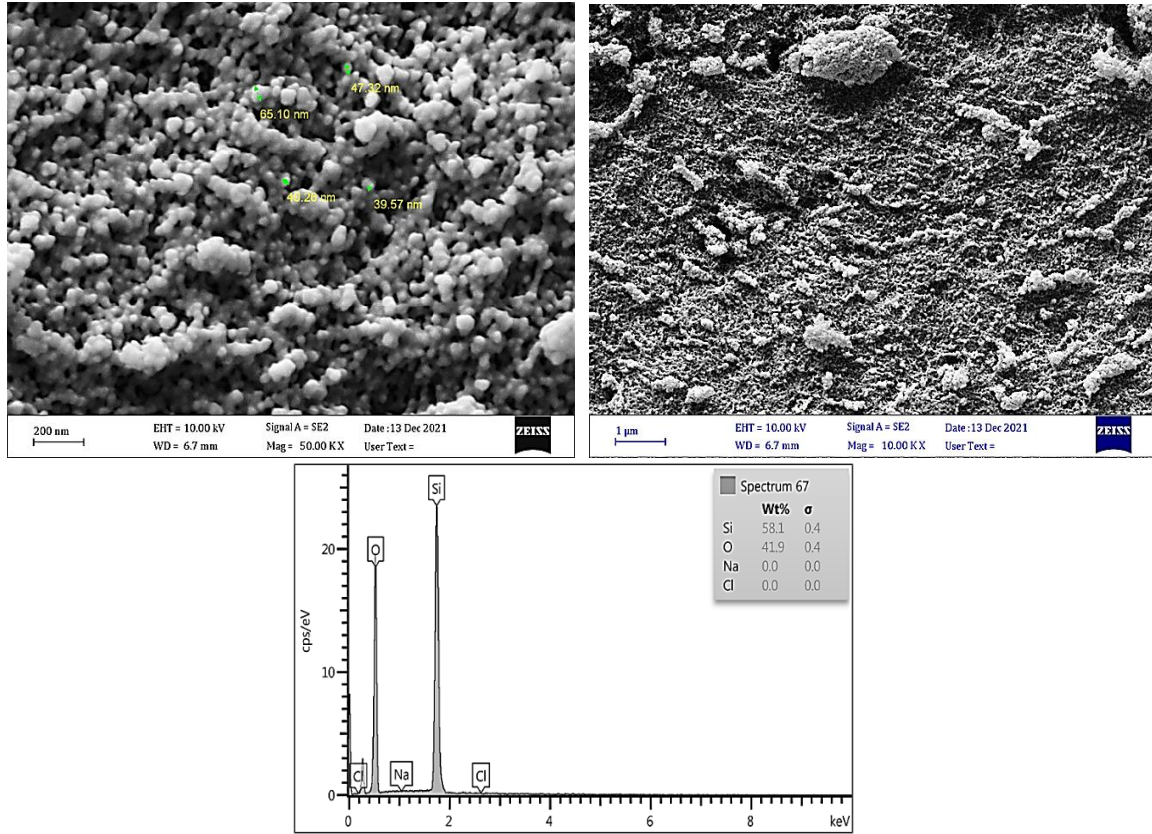 47.32 nm
65.10 nm
39.57 nm
200 nm
EHT = 10.00 kV
Signal A = SE2
Date :13 Dec 2021
WD = 6.7 mm
Mag = 50.00 K X
User Text =
ZEISS
1 µm
EHT = 10.00 kV
Signal A = SE2
Date :13 Dec 2021
WD = 6.7 mm
Mag = 10.00 K X
User Text =
ZEISS
Spectrum 67
Wt% σ
Si 58.1 0.4
O 41.9 0.4
Na 0.0 0.0
Cl 0.0 0.0
Si
O
Cl
Na
Cl
cps/eV
20
10
0
0 2 4 6 8 keV